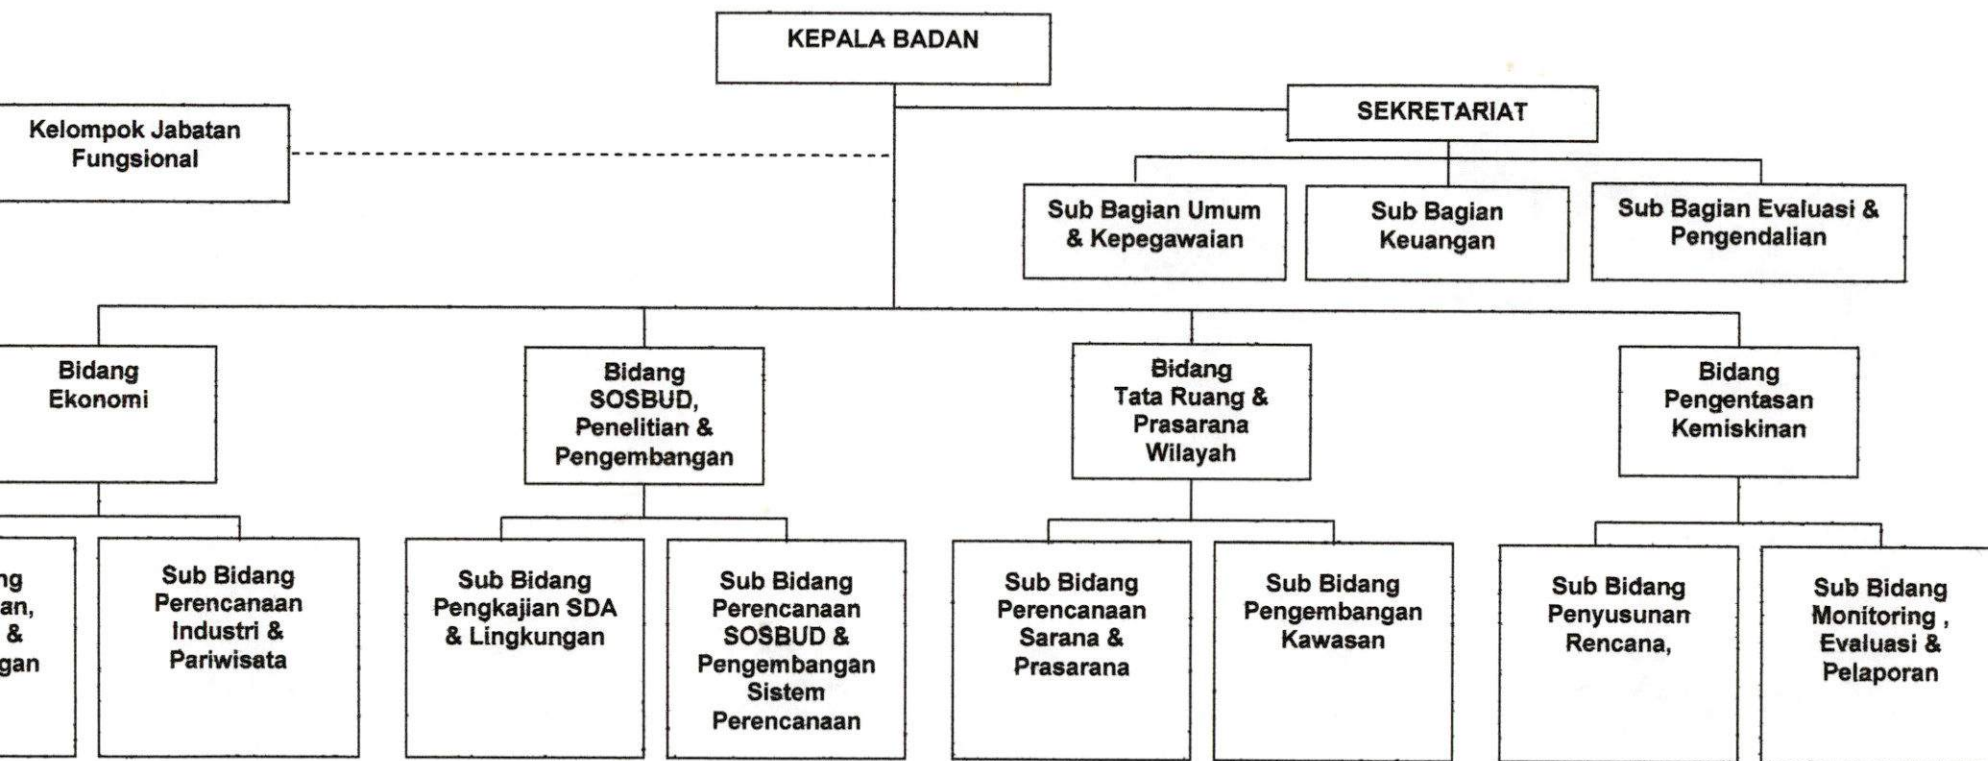 KEPALA BADAN
SEKRETARIAT
Kelompok Jabatan
Fungsional
Sub Bagian Umum
& Kepegawaian
Sub Bagian
Keuangan
Sub Bagian Evaluasi &
Pengendalian
Bidang
Ekonomi
Bidang
SOSBUD,
Penelitian &
Pengembangan
Bidang
Tata Ruang &
Prasarana
Wilayah
Bidang
Pengentasan
Kemiskinan
&
Sub Bidang
Perencanaan
Industri &
Pariwisata
Sub Bidang
Pengkajian SDA
& Lingkungan
Sub Bidang
Perencanaan
SOSBUD &
Pengembangan
Sistem
Perencanaan
Sub Bidang
Perencanaan
Sarana &
Prasarana
Sub Bidang
Pengembangan
Kawasan
Sub Bidang
Penyusunan
Rencana,
Sub Bidang
Monitoring ,
Evaluasi &
Pelaporan